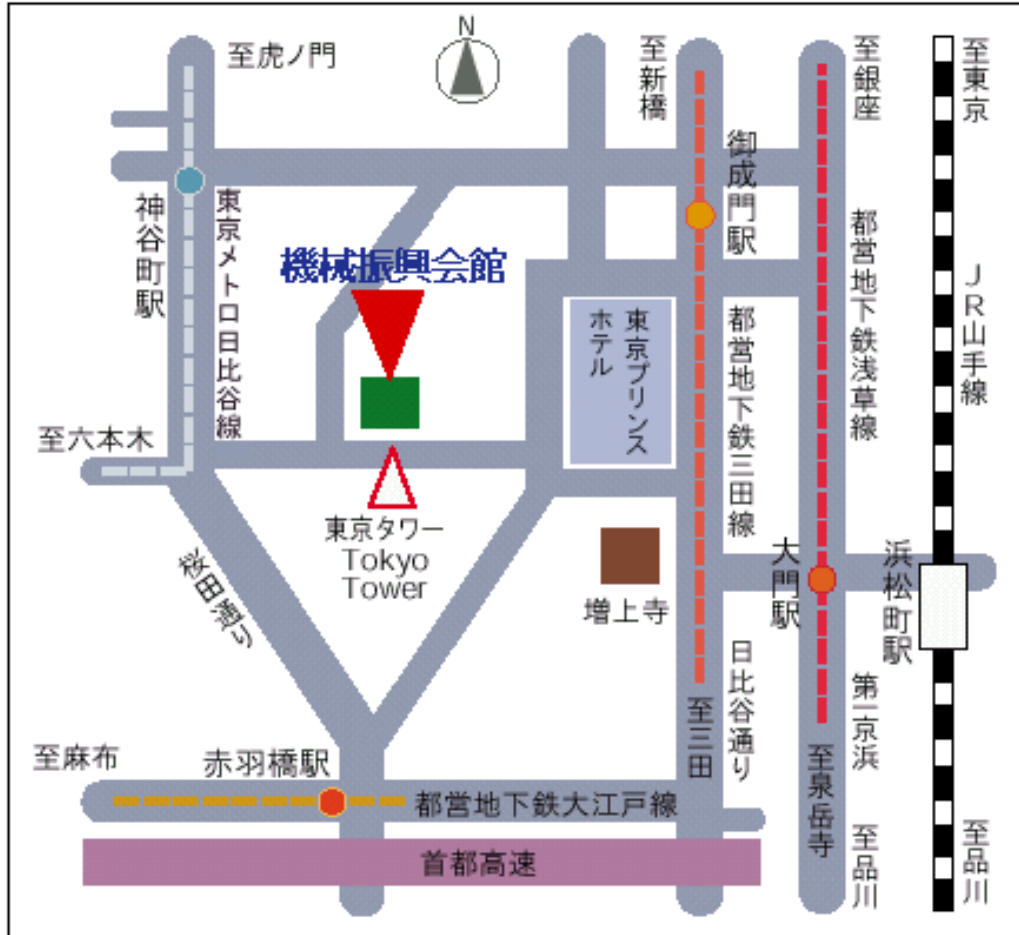 N
至虎ノ門
至新橋
至銀座
至東京
神谷町駅
東京メトロ日比谷線
機械振興会館
御成門駅
都営地下鉄浅草線
JR山手線
東京プリンス
ホテル
都営地下鉄三田線
至六本木
東京タワー
Tokyo
Tower
桜田通り
増上寺
大門駅
浜松町駅
日比谷通り
至三田
第一京浜
至泉岳寺
至麻布
赤羽橋駅
都営地下鉄大江戸線
首都高速
至品川
至品川